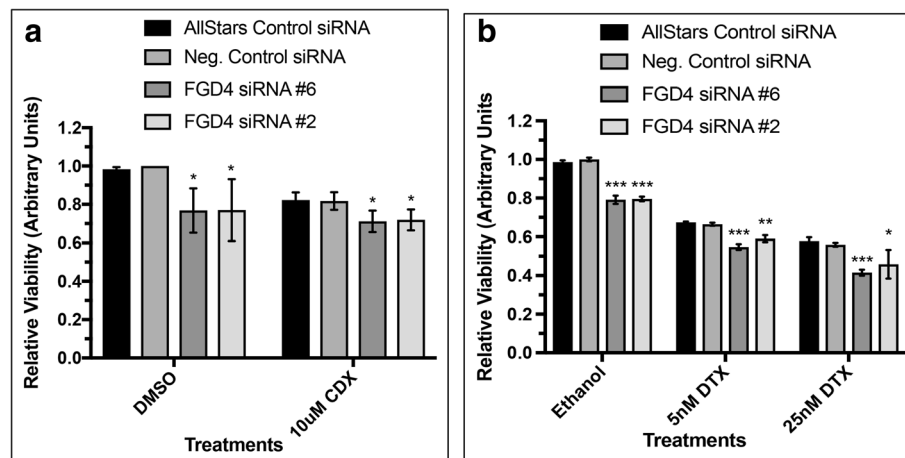 a
AllStars Control siRNA
Neg. Control siRNA
FGD4 siRNA #6
FGD4 siRNA #2
Relative Viability (Arbitrary Units)
1.2
1.0
0.8
0.6
0.4
0.2
0.0
* *
* *
DMSO
10uM CDX
Treatments
b
AllStars Control siRNA
Neg. Control siRNA
FGD4 siRNA #6
FGD4 siRNA #2
Relative Viability (Arbitrary Units
1.2
1.0
0.8
0.6
0.4
0.2
0.0
*** ***
*** **
*** *
Ethanol
5nM DTX
25nM DTX
Treatments